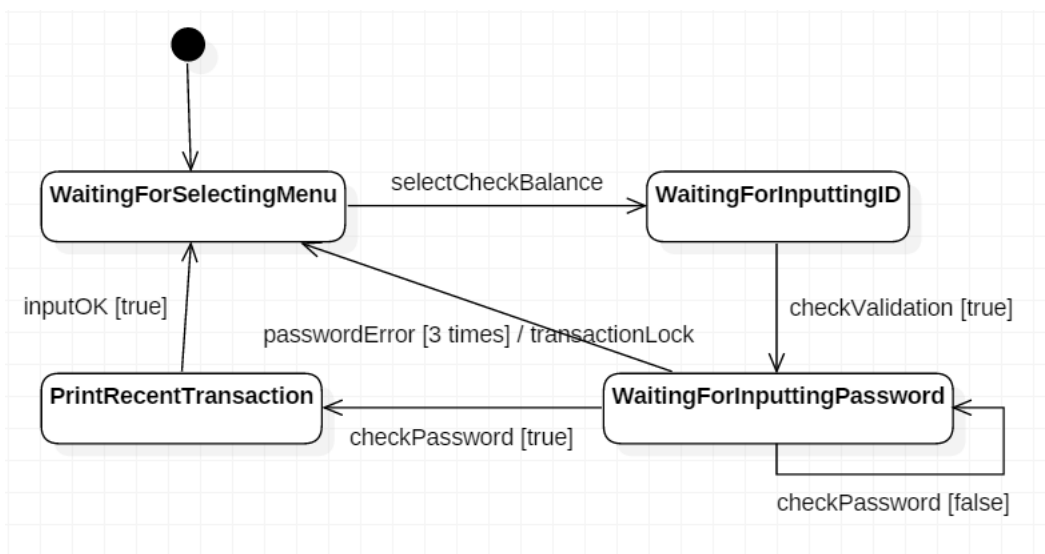 selectCheckBalance
WaitingForSelectingMenu
WaitingForInputtingID
inputOK [true]
checkValidation [true]
passwordError [3 times] / transactionLock
PrintRecentTransaction
WaitingForInputtingPassword
checkPassword [true]
checkPassword [false]